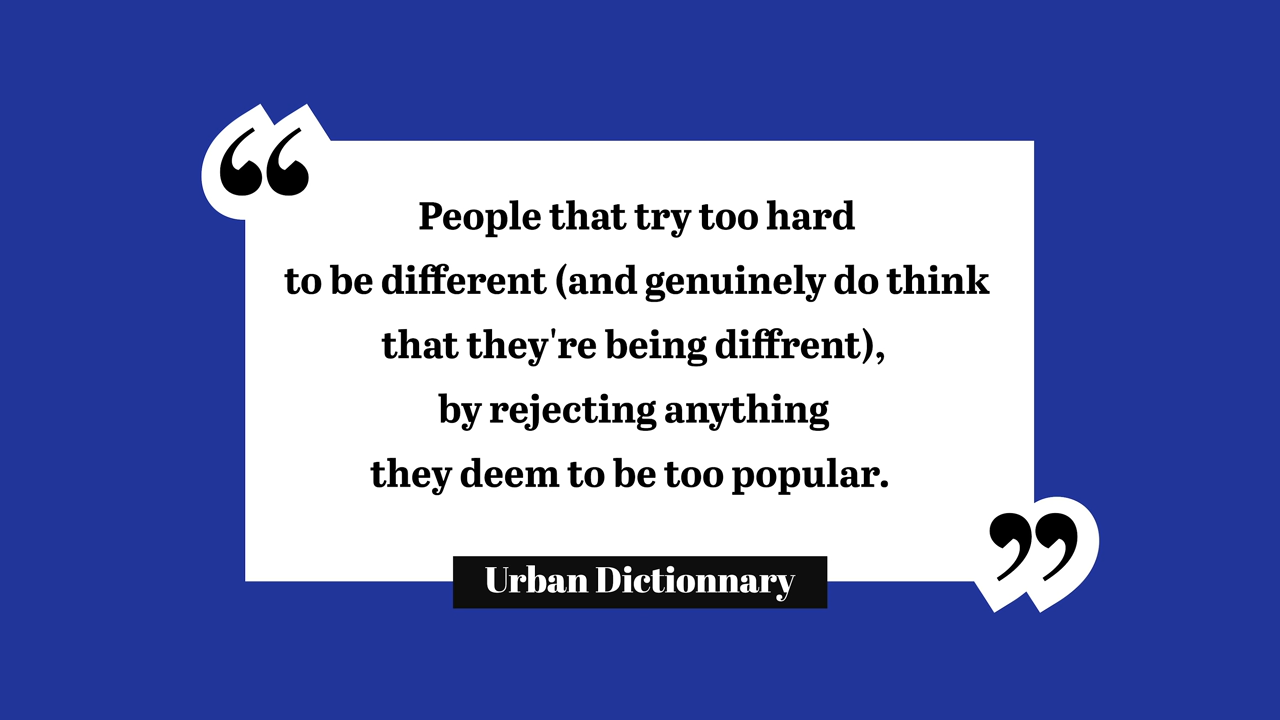 People that try too hard
to be different (and genuinely do think
that they're being diffrent),
by rejecting anything
they deem to be too popular.
Urban Dictionnary